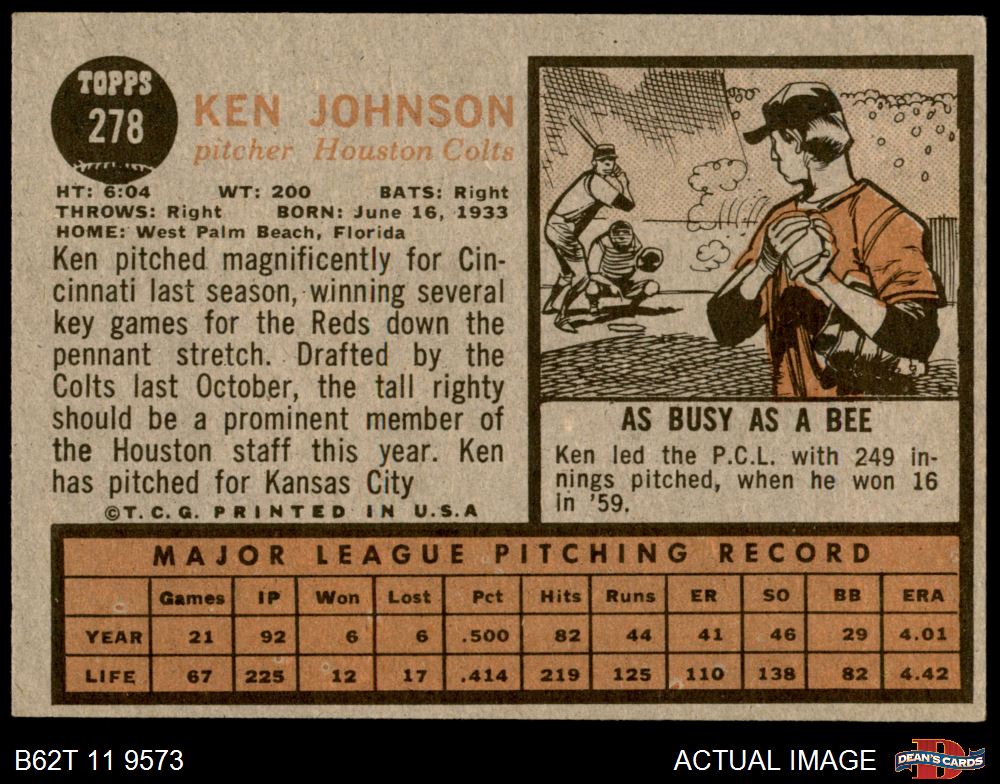 TOPPS
278
KEN JOHNSON
pitcher Houston Colts
HT: 6:04 WT: 200 BATS: Right
THROWS: Right BORN: June 16, 1933
HOME: West Palm Beach, Florida
Ken pitched magnificently for Cin-
cinnati last season, winning several
key games for the Reds down the
pennant stretch. Drafted by the
Colts last October, the tall righty
should be a prominent member of
the Houston staff this year. Ken
has pitched for Kansas City
©T.C.G. PRINTED IN U.S.A
AS BUSY AS A BEE
Ken led the P.C.L. with 249 in-
nings pitched, when he won 16
in '59.
MAJOR LEAGUE PITCHING RECORD
Games IP Won Lost Pct Hits Runs ER SO BB ERA
YEAR 21 92 6 6 .500 82 44 41 46 29 4.01
LIFE 67 225 12 17 .414 219 125 110 138 82 4.42
B62T 11 9573 ACTUAL IMAGE
DEAN'S CARDS